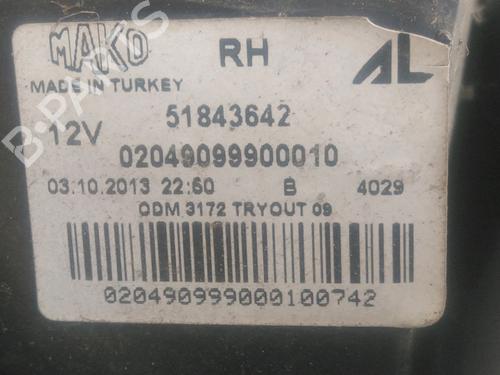 MAKO RH AL
MADE IN TURKEY
12V 51843642
02049099900010
03.10.2013 22:50 B 4029
ODM 3172 TRYOUT 09
020490999000100742
B-PARTS